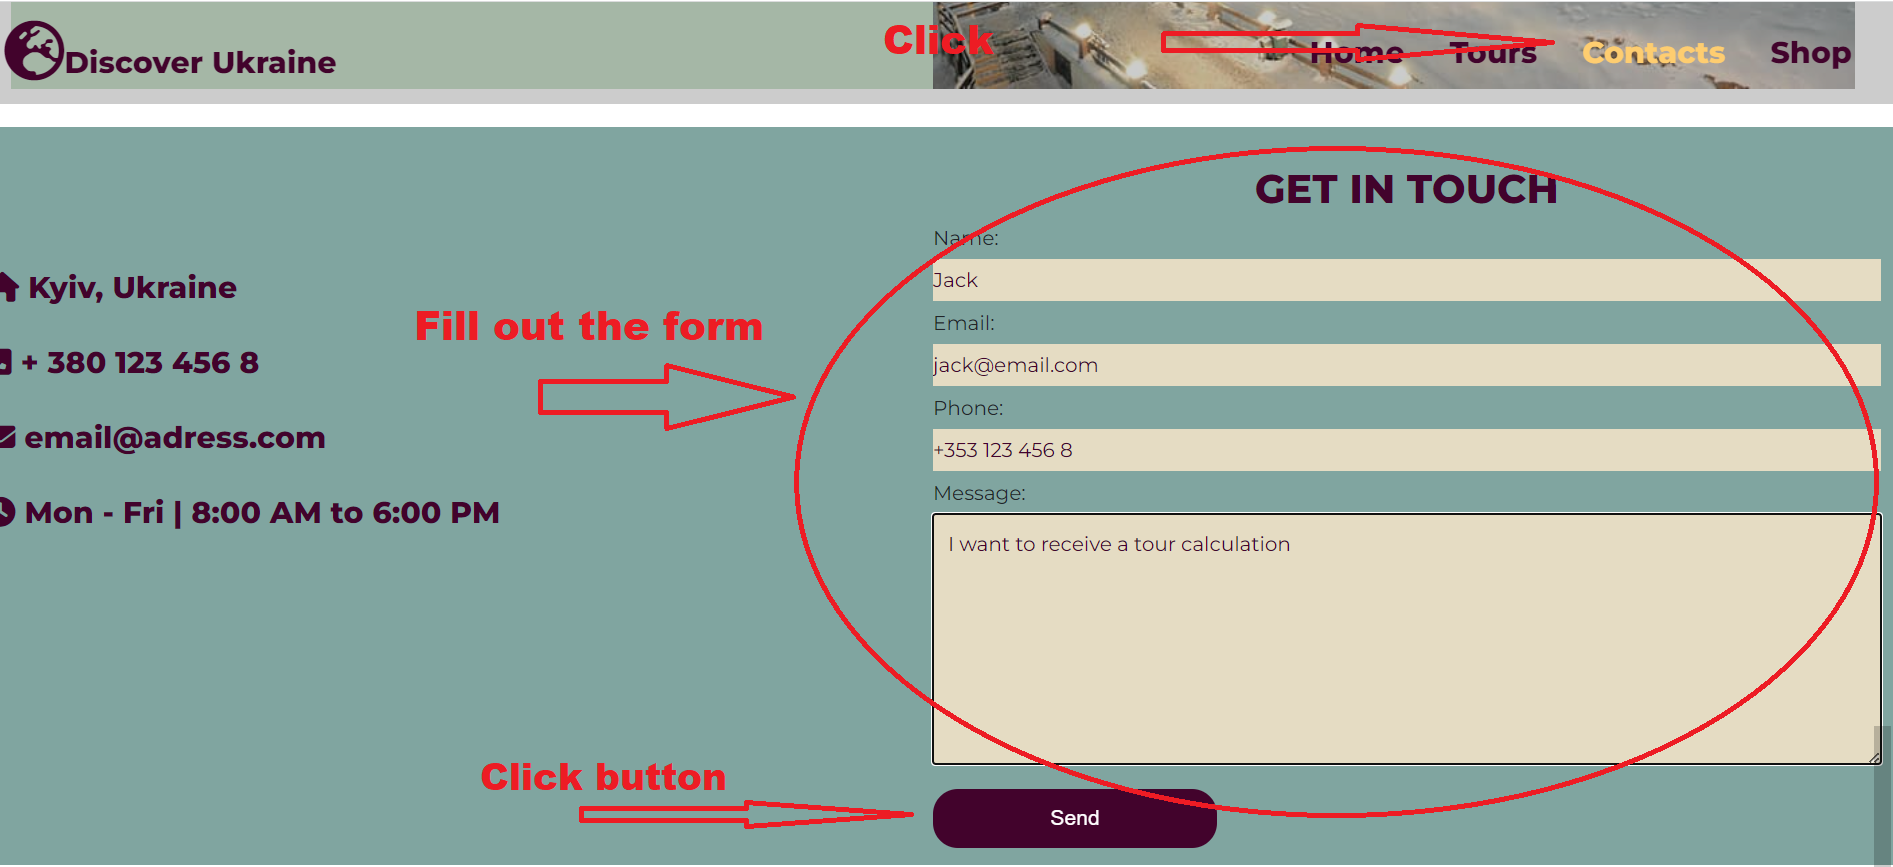 Discover Ukraine
Click
Home Tours Contacts Shop
GET IN TOUCH
Kyiv, Ukraine
+ 380 123 456 8
email@adress.com
Mon - Fri | 8:00 AM to 6:00 PM
Fill out the form
Name:
Jack
Email:
jack@email.com
Phone:
+353 123 456 8
Message:
I want to receive a tour calculation
Click button
Send